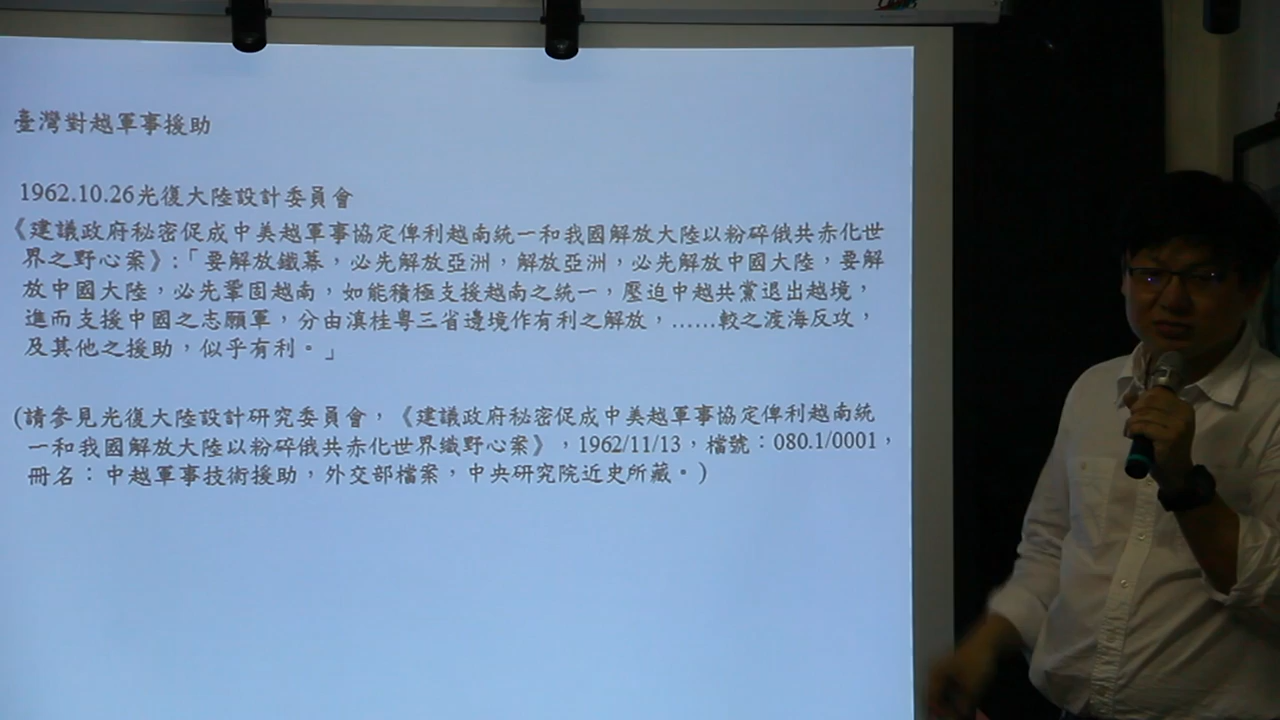 臺灣對越軍事援助
1962.10.26光復大陸設計委員會
《建議政府秘密促成中美越軍事協定俾利越南統一和我國解放大陸以粉碎俄共赤化世
界之野心案》:「要解放鐵幕，必先解放亞洲，解放亞洲，必先解放中國大陸，要解
放中國大陸，必先鞏固越南，如能積極支援越南之統一，壓迫中越共黨退出越境，
進而支援中國之志願軍，分由滇桂粵三省邊境作有利之解放，……較之渡海反攻，
及其他之援助，似乎有利。」
(請參見光復大陸設計研究委員會，《建議政府秘密促成中美越軍事協定俾利越南統
一和我國解放大陸以粉碎俄共赤化世界纖野心案》，1962/11/13，檔號：080.1/0001，
冊名：中越軍事技術援助，外交部檔案，中央研究院近史所藏。)